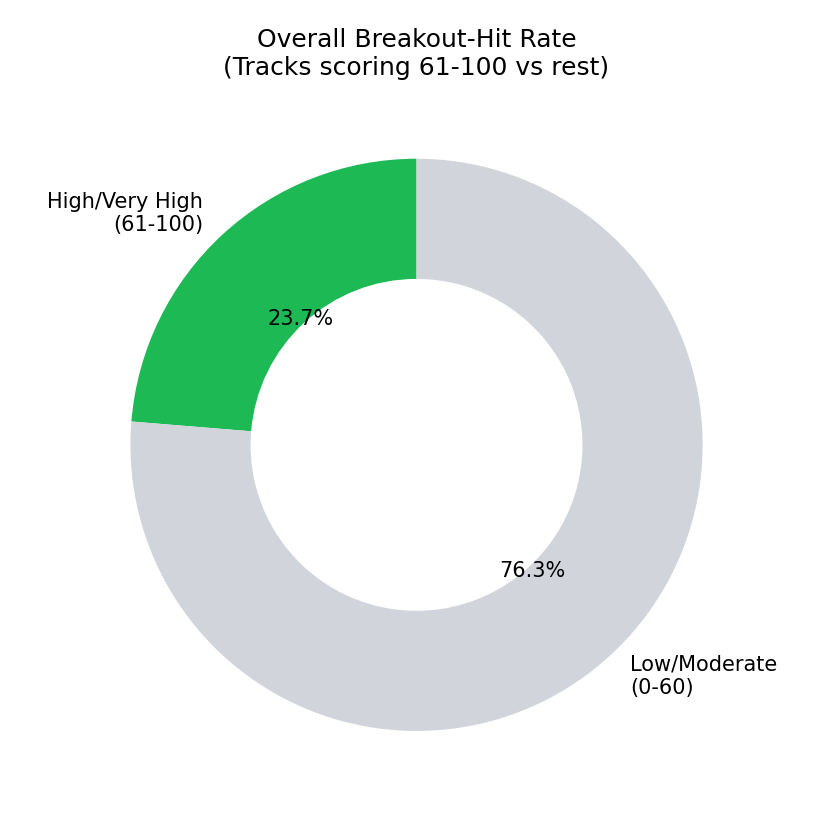 Overall Breakout-Hit Rate
(Tracks scoring 61-100 vs rest)
High/Very High
(61-100)
23.7%
76.3%
Low/Moderate
(0-60)